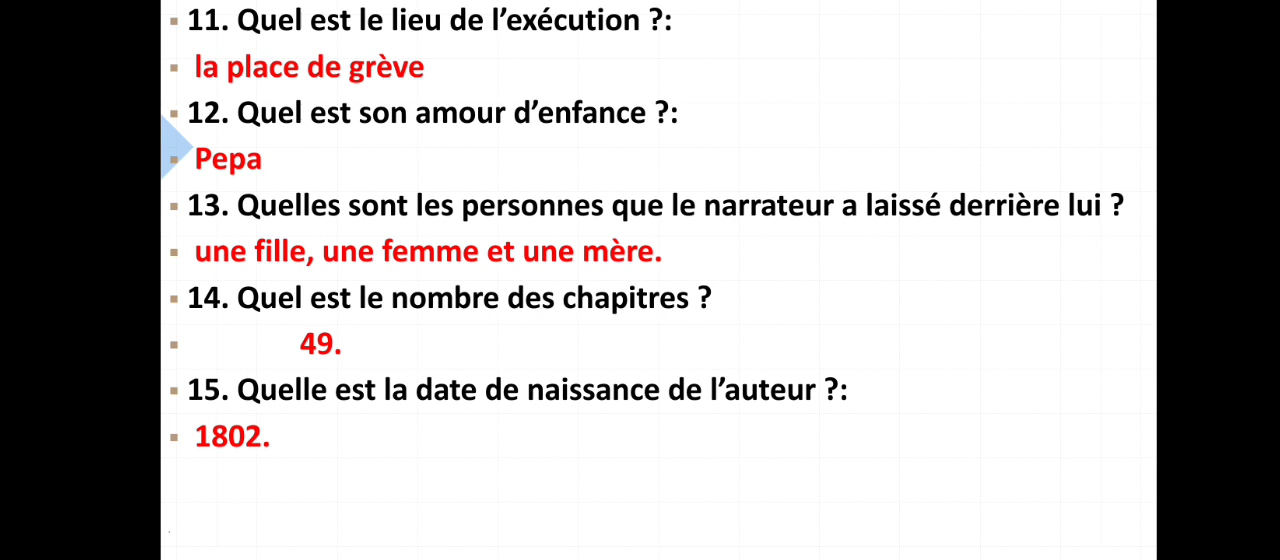 11. Quel est le lieu de l’exécution ?:
la place de grève
12. Quel est son amour d’enfance ?:
Pepa
13. Quelles sont les personnes que le narrateur a laissé derrière lui ?
une fille, une femme et une mère.
14. Quel est le nombre des chapitres ?
49.
15. Quelle est la date de naissance de l’auteur ?:
1802.